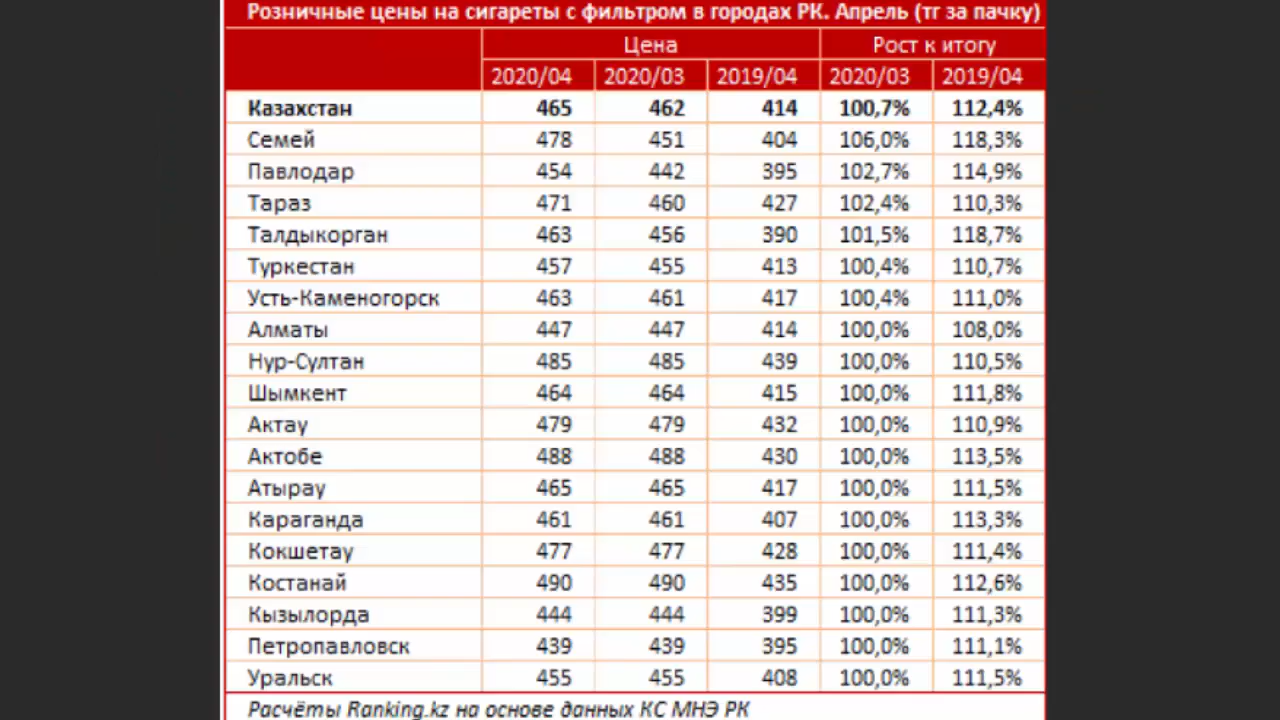 Розничные цены на сигареты с фильтром в городах РК. Апрель (тг за пачку)
Цена Рост к итогу
2020/04 2020/03 2019/04 2020/03 2019/04
Казахстан 465 462 414 100,7% 112,4%
Семей 478 451 404 106,0% 118,3%
Павлодар 454 442 395 102,7% 114,9%
Тараз 471 460 427 102,4% 110,3%
Талдыкорган 463 456 390 101,5% 118,7%
Туркестан 457 455 413 100,4% 110,7%
Усть-Каменогорск 463 461 417 100,4% 111,0%
Алматы 447 447 414 100,0% 108,0%
Нур-Султан 485 485 439 100,0% 110,5%
Шымкент 464 464 415 100,0% 111,8%
Актау 479 479 432 100,0% 110,9%
Актобе 488 488 430 100,0% 113,5%
Атырау 465 465 417 100,0% 111,5%
Караганда 461 461 407 100,0% 113,3%
Кокшетау 477 477 428 100,0% 111,4%
Костанай 490 490 435 100,0% 112,6%
Кызылорда 444 444 399 100,0% 111,3%
Петропавловск 439 439 395 100,0% 111,1%
Уральск 455 455 408 100,0% 111,5%
Расчёты Ranking.kz на основе данных КС МНЭ РК